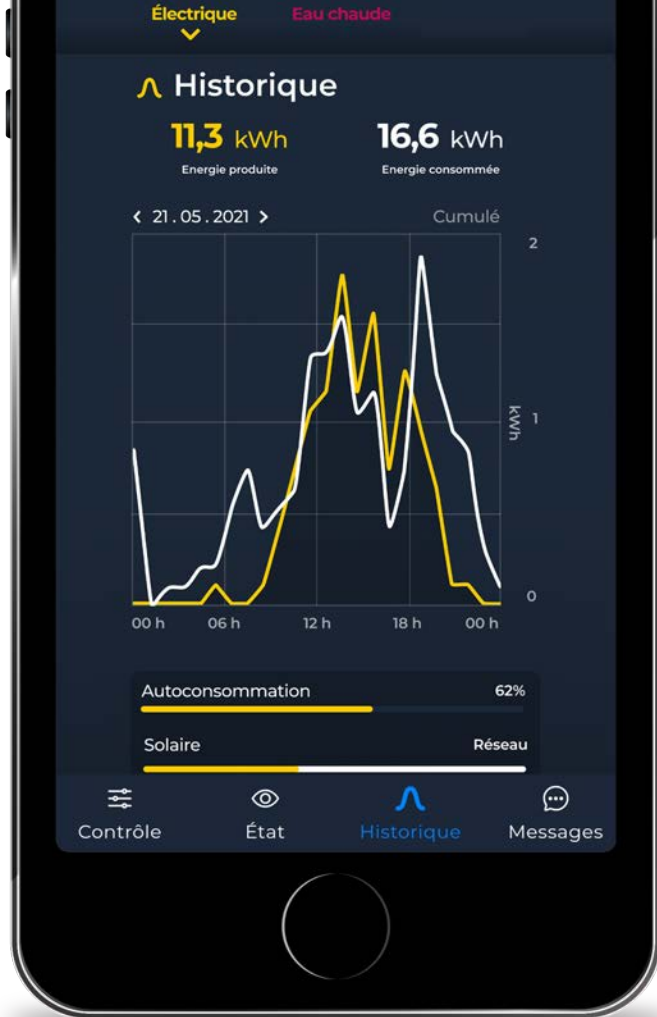 Électrique Eau chaude
Historique
11,3 kWh 16,6 kWh
Energie produite Energie consommée
< 21.05.2021 > Cumulé
2
1
kWh
0
00 h 06 h 12 h 18 h 00 h
Autoconsommation 62%
Solaire Réseau
Contrôle État Historique Messages